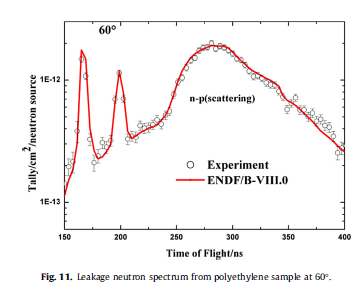 60°
1E-12
n-p(scattering)
Experiment
ENDF/B-VIII.0
1E-13
Tally/cm²/neutron source
150 200 250 300 350 400
Time of Flight/ns
Fig. 11. Leakage neutron spectrum from polyethylene sample at 60°.